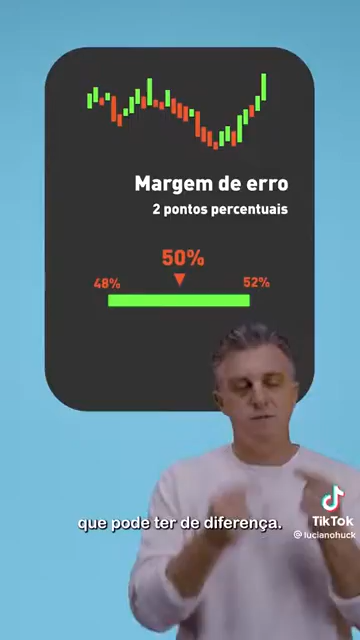 Margem de erro
2 pontos percentuais
50%
48%
52%
que pode ter de diferença.
TikTok
@lucianohuck